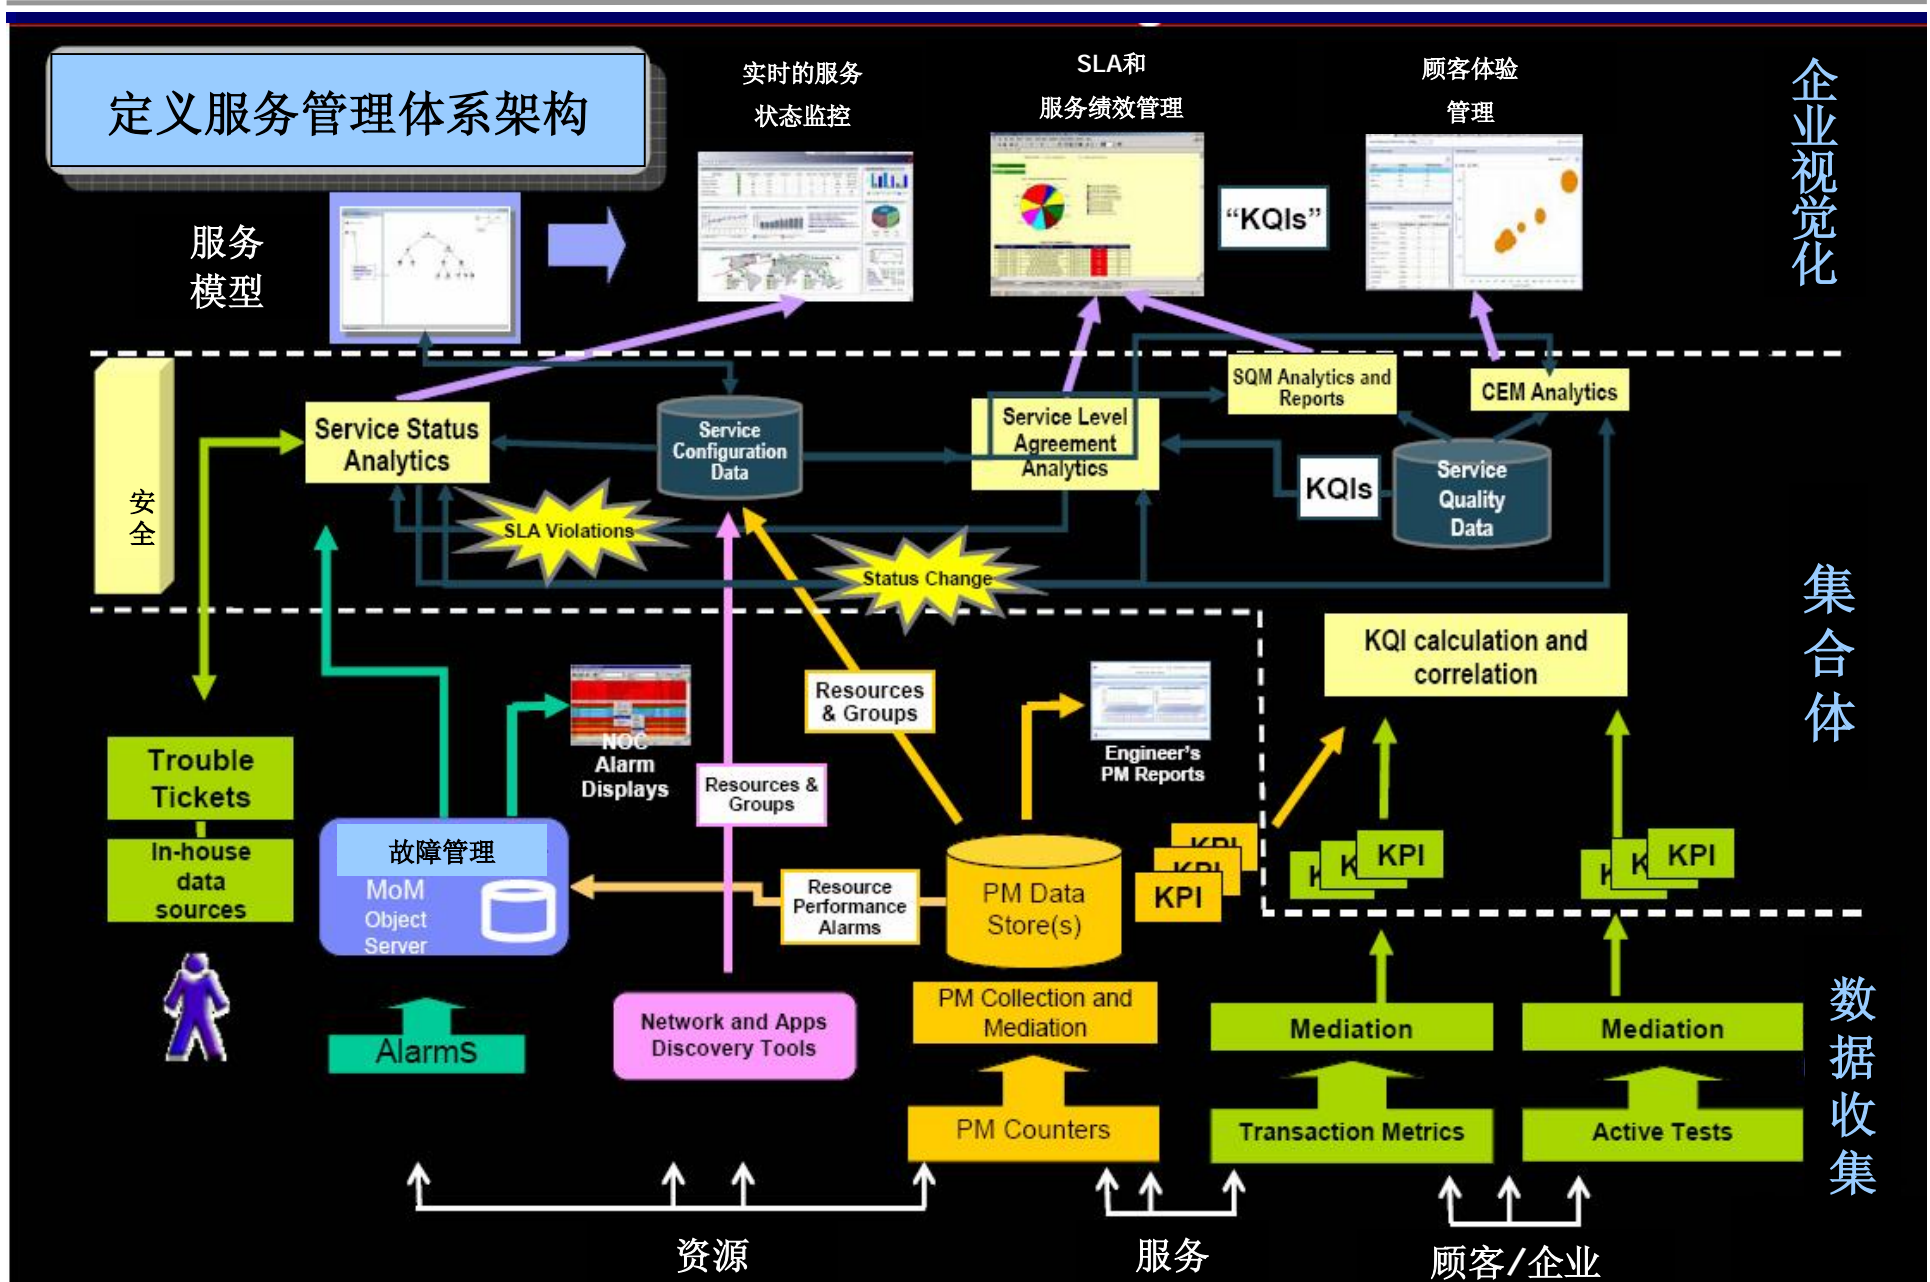 定义服务管理体系架构
实时的服务
状态监控
SLA和
服务绩效管理
顾客体验
管理
企业视觉化
服务
模型
“KQIs”
安全
Service Status
Analytics
Service
Configuration
Data
Service Level
Agreement
Analytics
SQM Analytics and
Reports
CEM Analytics
KQIs
Service
Quality
Data
SLA Violations
Status Change
集合体
KQI calculation and
correlation
Resources
& Groups
NOC
Alarm
Displays
Engineer's
PM Reports
Resources &
Groups
Trouble
Tickets
In-house
data
sources
故障管理
MoM
Object
Server
Resource
Performance
Alarms
PM Data
Store(s)
KPI
KPI
KPI
KPI
KPI
Network and Apps
Discovery Tools
PM Collection and
Mediation
Mediation
Mediation
AlarmS
数据收集
PM Counters
Transaction Metrics
Active Tests
资源
服务
顾客/企业